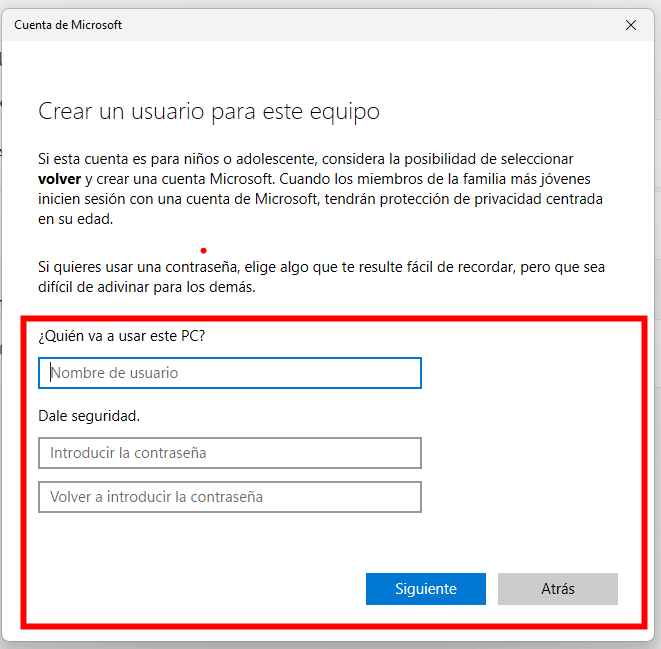 Cuenta de Microsoft
Crear un usuario para este equipo
Si esta cuenta es para niños o adolescente, considera la posibilidad de seleccionar
volver y crear una cuenta Microsoft. Cuando los miembros de la familia más jóvenes
inicien sesión con una cuenta de Microsoft, tendrán protección de privacidad centrada
en su edad.
Si quieres usar una contraseña, elige algo que te resulte fácil de recordar, pero que sea
difícil de adivinar para los demás.
¿Quién va a usar este PC?
Nombre de usuario
Dale seguridad.
Introducir la contraseña
Volver a introducir la contraseña
Siguiente Atrás